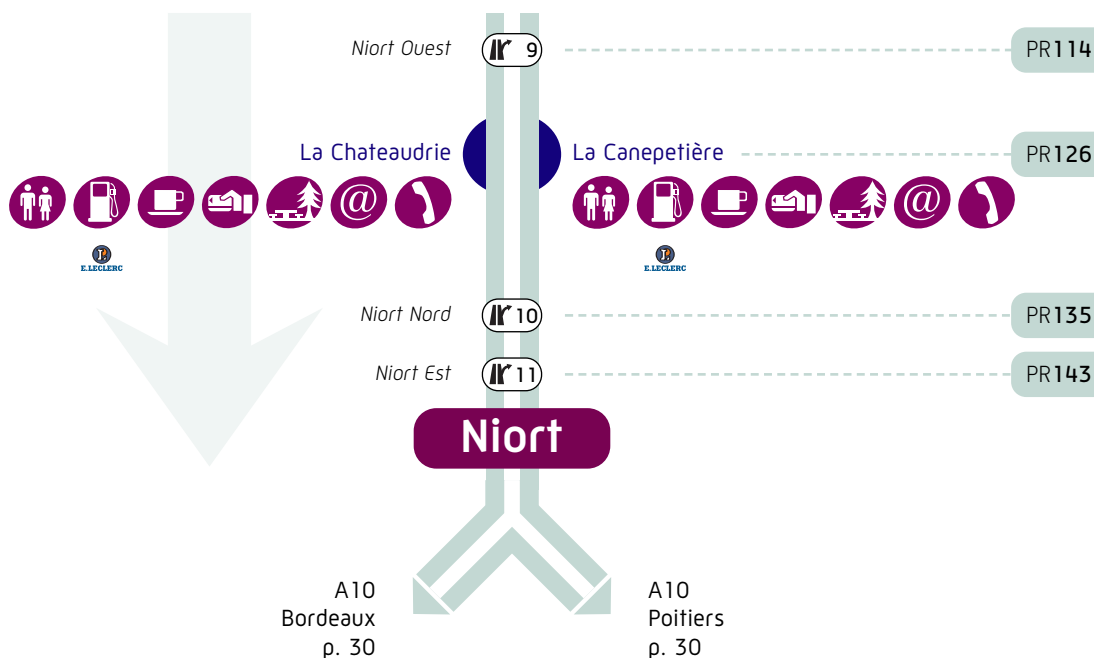 Niort Ouest 9 PR114
La Chateaudrie La Canepetière PR126
@ @
E.LECLERC E.LECLERC
Niort Nord 10 PR135
Niort Est 11 PR143
Niort
A10 A10
Bordeaux Poitiers
p. 30 p. 30